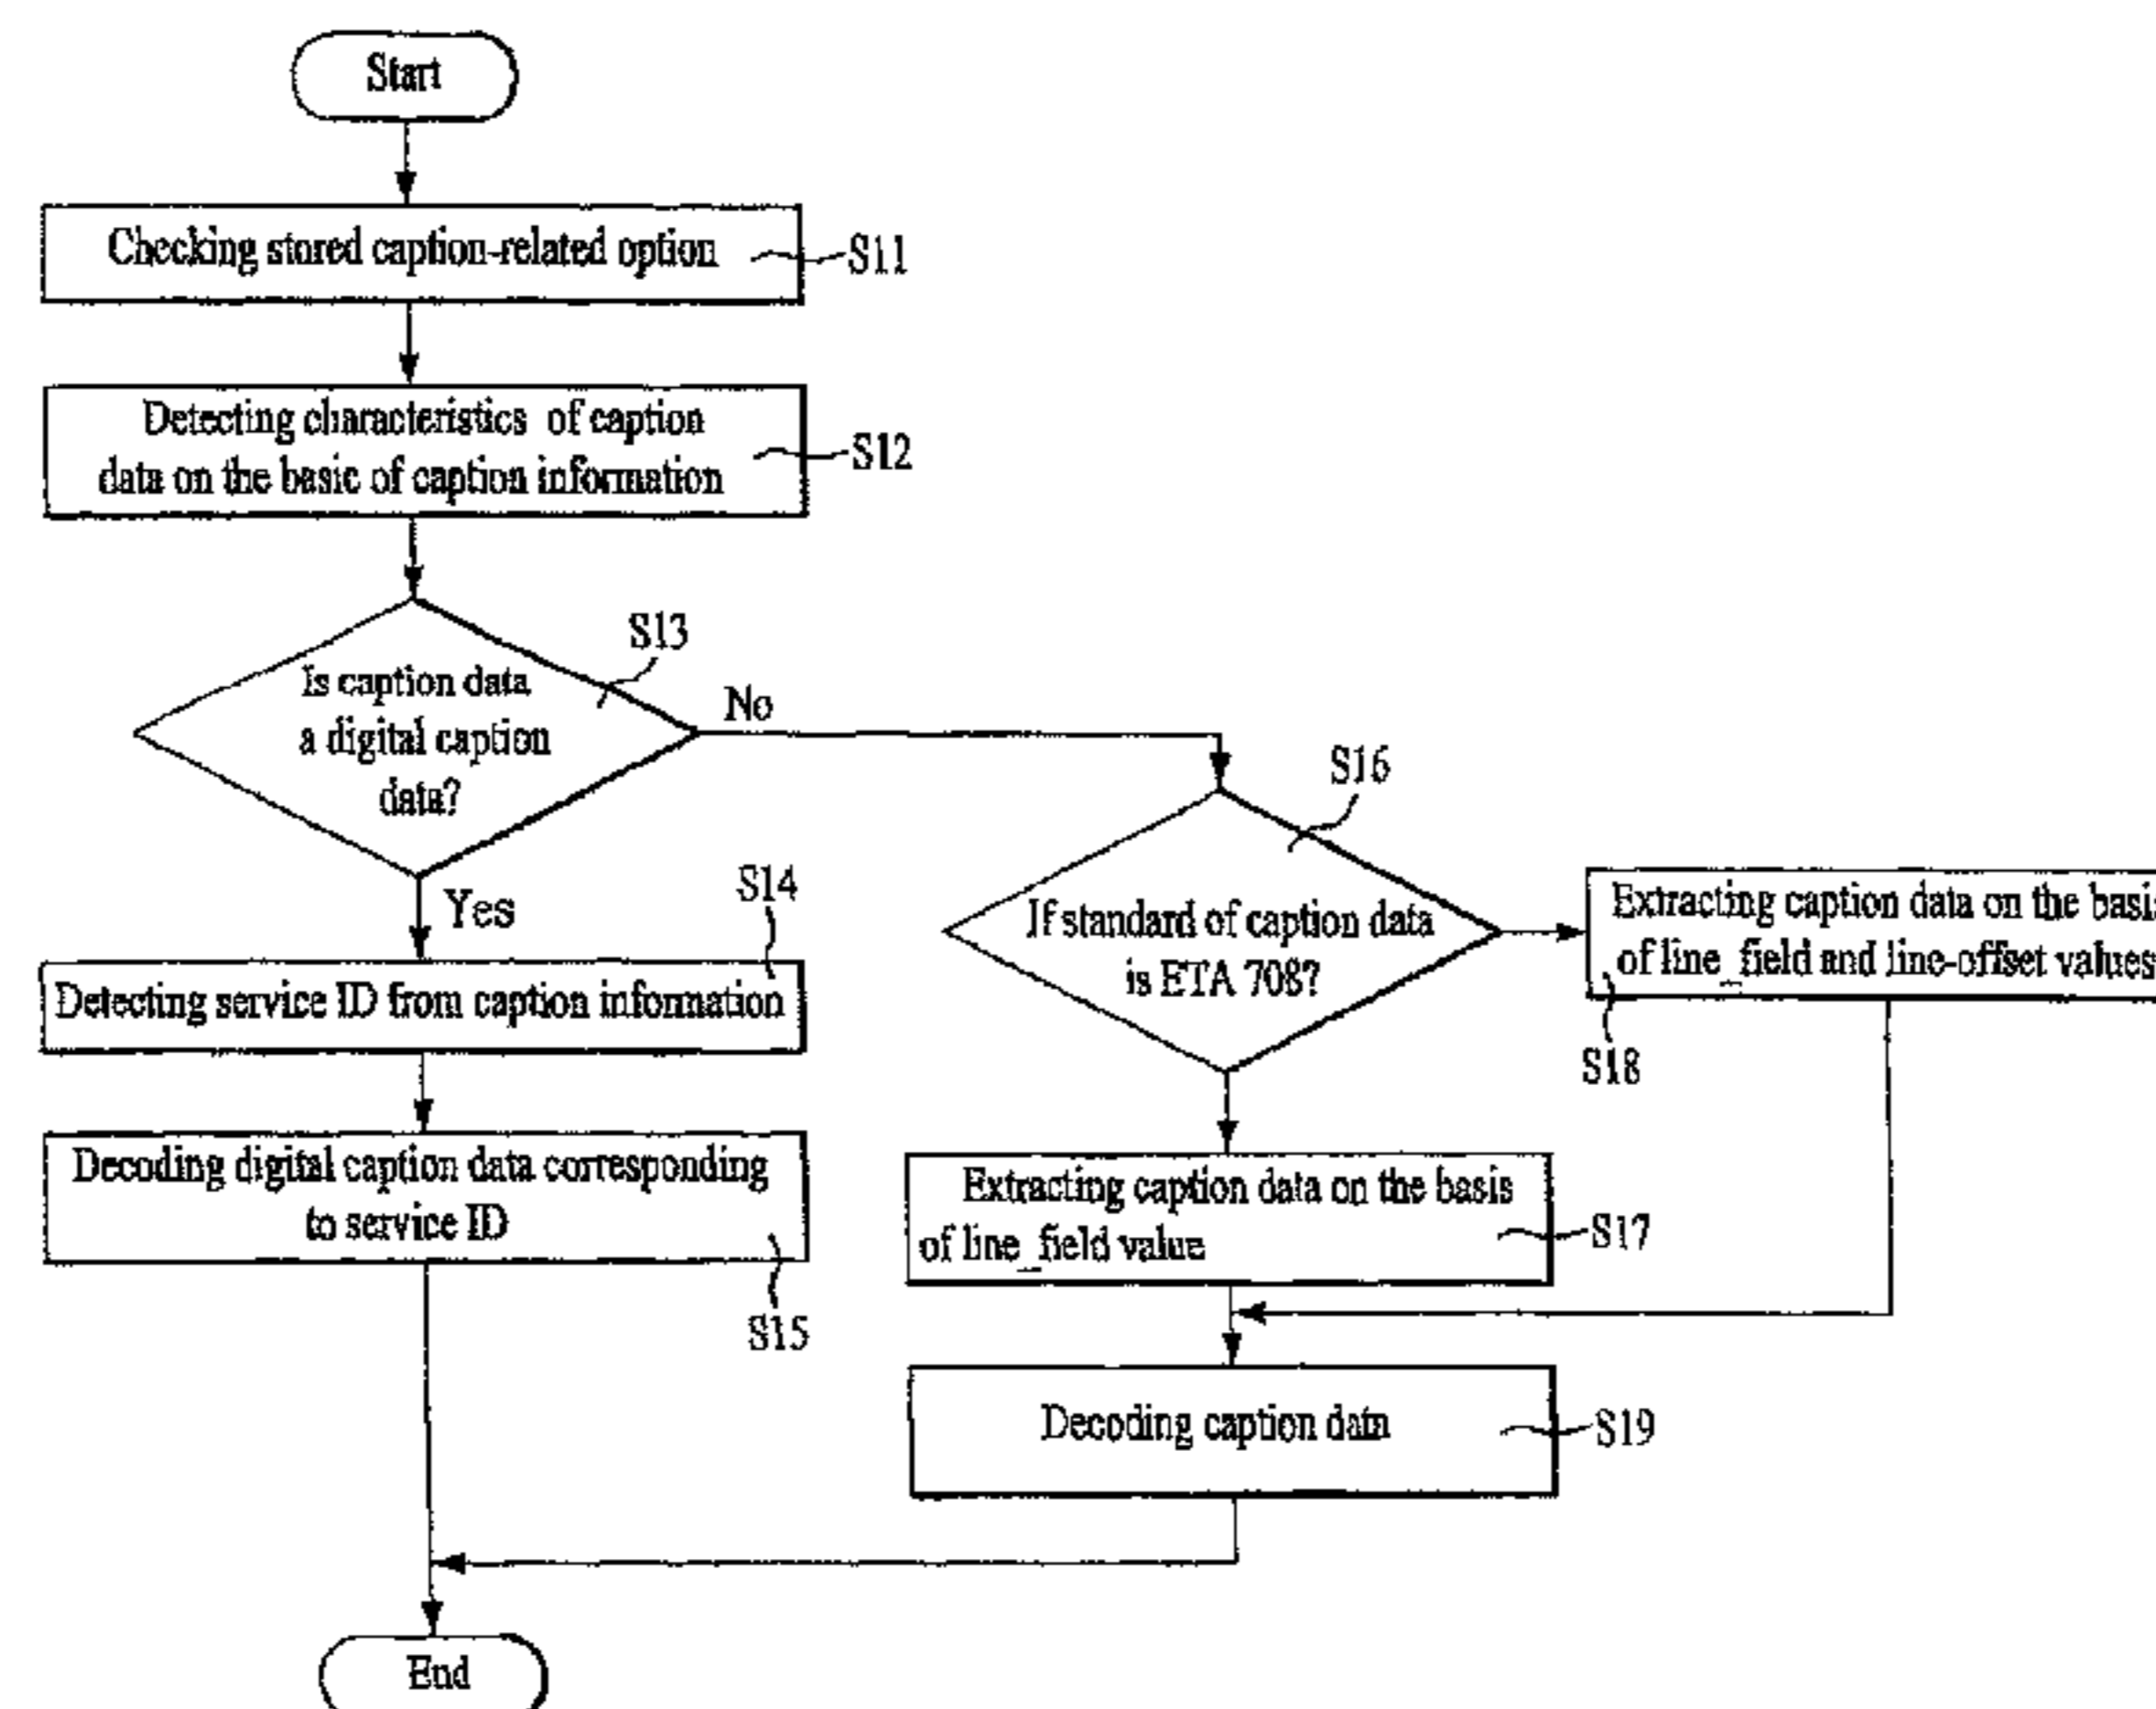 Start
Checking stored caption-related option
S11
Detecting characteristics of caption
data on the basic of caption information
S12
S13
Is caption data
a digital caption
data?
No
Yes
S14
Detecting service ID from caption information
Decoding digital caption data corresponding
to service ID
S15
S16
If standard of caption data
is ETA 708?
Extracting caption data on the basis
of line_field and line-offset values
S18
Extracting caption data on the basis
of line_field value
S17
Decoding caption data
S19
End